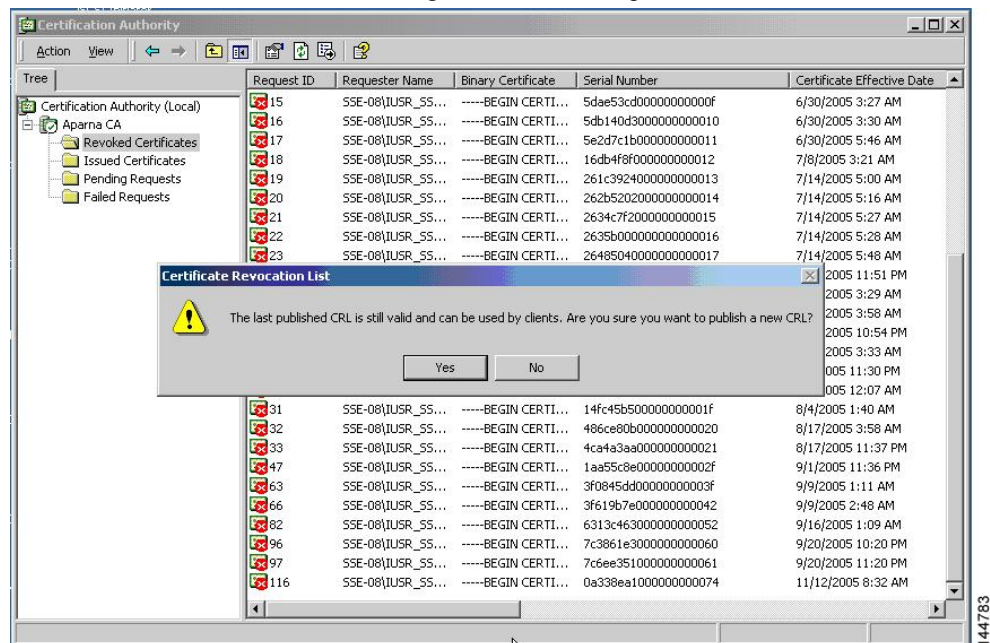 Certification Authority
Action View
Tree
Request ID Requester Name Binary Certificate Serial Number Certificate Effective Date
Certification Authority (Local)
Aparna CA
Revoked Certificates
Issued Certificates
Pending Requests
Failed Requests
15 SSE-08\IUSR_SS... -----BEGIN CERTI... 5dae53cd00000000000f 6/30/2005 3:27 AM
16 SSE-08\IUSR_SS... -----BEGIN CERTI... 5db140d3000000000010 6/30/2005 3:30 AM
17 SSE-08\IUSR_SS... -----BEGIN CERTI... 5e2d7c1b000000000011 6/30/2005 5:46 AM
18 SSE-08\IUSR_SS... -----BEGIN CERTI... 16db4f8f000000000012 7/8/2005 3:21 AM
19 SSE-08\IUSR_SS... -----BEGIN CERTI... 261c3924000000000013 7/14/2005 5:00 AM
20 SSE-08\IUSR_SS... -----BEGIN CERTI... 262b5202000000000014 7/14/2005 5:16 AM
21 SSE-08\IUSR_SS... -----BEGIN CERTI... 2634c7f2000000000015 7/14/2005 5:27 AM
22 SSE-08\IUSR_SS... -----BEGIN CERTI... 2635b000000000000016 7/14/2005 5:28 AM
23 SSE-08\IUSR_SS... -----BEGIN CERTI... 26485040000000000017 7/14/2005 5:48 AM
Certificate Revocation List
2005 11:51 PM
2005 3:29 AM
The last published CRL is still valid and can be used by clients. Are you sure you want to publish a new CRL?
2005 3:58 AM
2005 10:54 PM
2005 3:33 AM
Yes No
005 11:30 PM
005 12:07 AM
31 SSE-08\IUSR_SS... -----BEGIN CERTI... 14fc45b500000000001f 8/4/2005 1:40 AM
32 SSE-08\IUSR_SS... -----BEGIN CERTI... 486ce80b000000000020 8/17/2005 3:58 AM
33 SSE-08\IUSR_SS... -----BEGIN CERTI... 4ca4a3aa000000000021 8/17/2005 11:37 PM
47 SSE-08\IUSR_SS... -----BEGIN CERTI... 1aa55c8e00000000002f 9/1/2005 11:36 PM
63 SSE-08\IUSR_SS... -----BEGIN CERTI... 3f0845dd00000000003f 9/9/2005 1:11 AM
66 SSE-08\IUSR_SS... -----BEGIN CERTI... 3f619b7e000000000042 9/9/2005 2:48 AM
82 SSE-08\IUSR_SS... -----BEGIN CERTI... 6313c463000000000052 9/16/2005 1:09 AM
96 SSE-08\IUSR_SS... -----BEGIN CERTI... 7c3861e3000000000060 9/20/2005 10:20 PM
97 SSE-08\IUSR_SS... -----BEGIN CERTI... 7c6ee351000000000061 9/20/2005 11:20 PM
116 SSE-08\IUSR_SS... -----BEGIN CERTI... 0a338ea1000000000074 11/12/2005 8:32 AM
144783